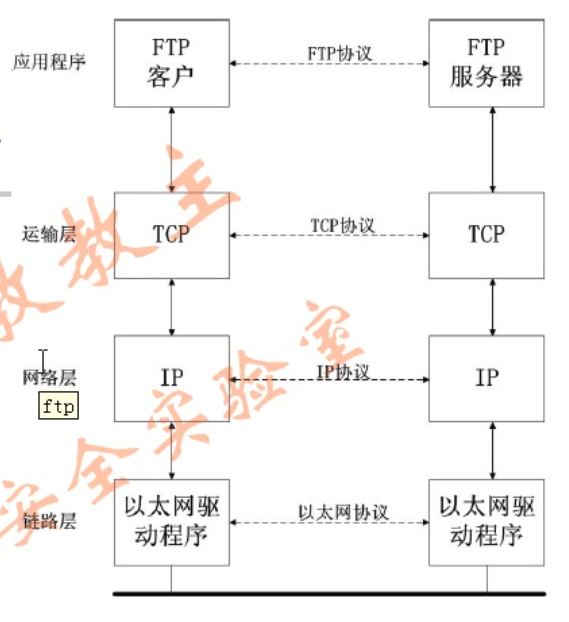 FTP
客户
FTP协议
FTP
服务器
应用程序
TCP
TCP协议
TCP
运输层
IP
IP协议
IP
网络层
ftp
以太网驱
动程序
以太网协议
以太网驱
动程序
链路层
教教主
安全实验室